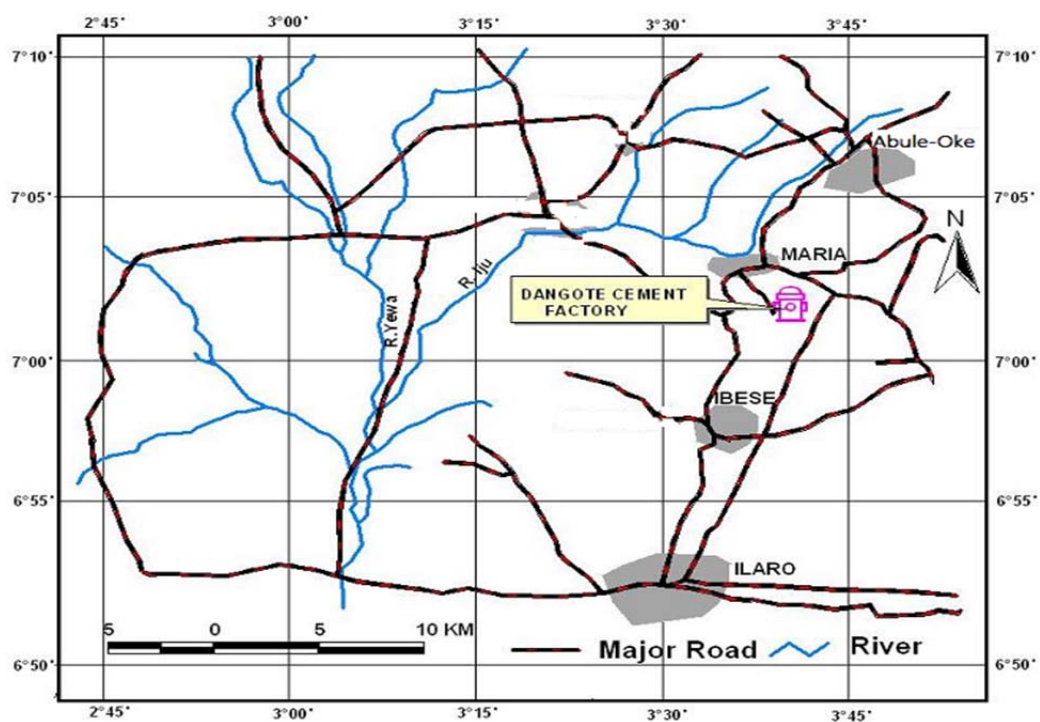 2°45' 3°00' 3°15' 3°30' 3°45'
7°10' 7°10'
Abule-Oke
7°05' 7°05'
N
MARIA
R. Iju
DANGOTE CEMENT
FACTORY
R.Yewa
7°00' 7°00'
IBESE
6°55' 6°55'
ILARO
5 0 5 10 KM
Major Road River
6°50' 6°50'
2°45' 3°00' 3°15' 3°30' 3°45'